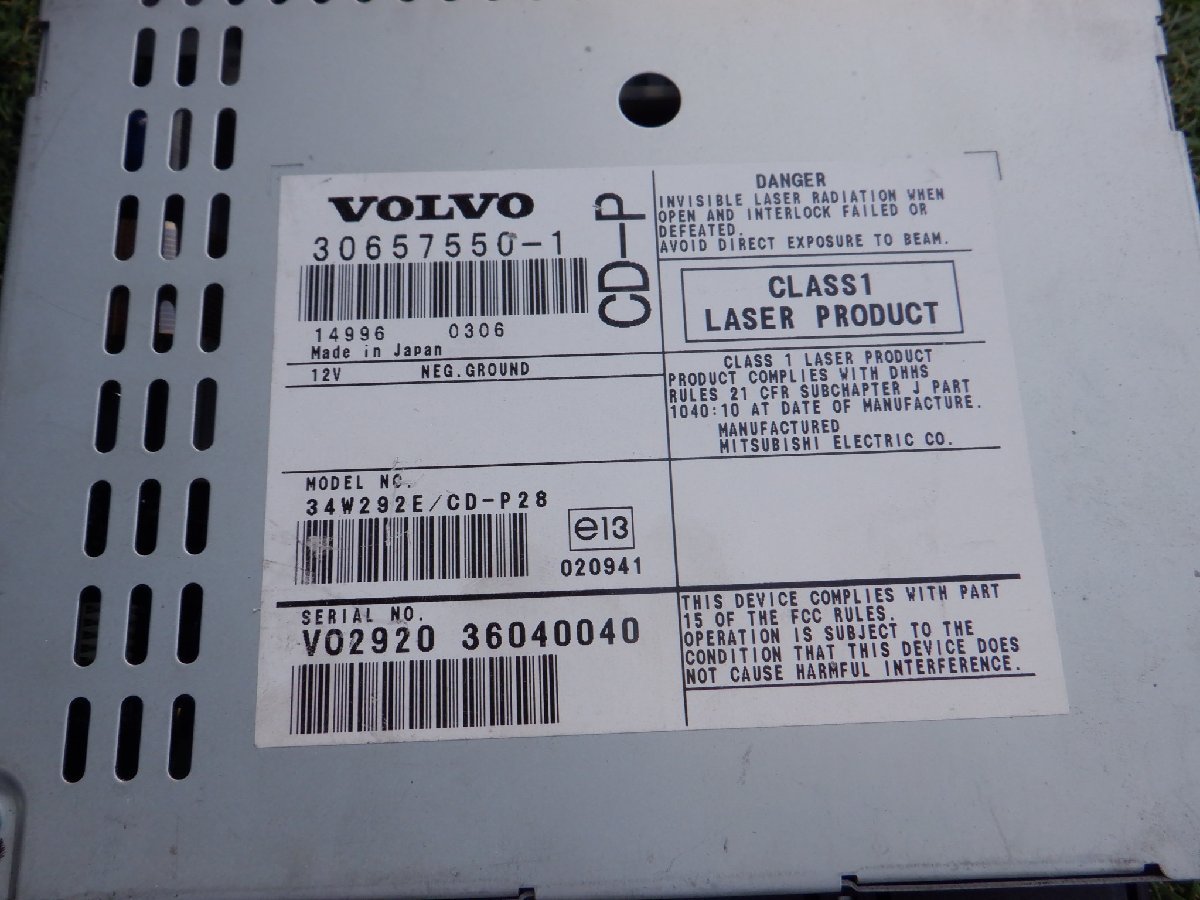 VOLVO
30657550-1
14996 0306
Made in Japan
CD-P
12V NEG.GROUND
MODEL NO.
34W292E/CD-P28
e13
020941
SERIAL NO.
V02920 36040040
DANGER
INVISIBLE LASER RADIATION WHEN
OPEN AND INTERLOCK FAILED OR
DEFEATED.
AVOID DIRECT EXPOSURE TO BEAM.
CLASS1
LASER PRODUCT
CLASS 1 LASER PRODUCT
PRODUCT COMPLIES WITH DHHS
RULES 21 CFR SUBCHAPTER J PART
1040:10 AT DATE OF MANUFACTURE.
MANUFACTURED
MITSUBISHI ELECTRIC CO.
THIS DEVICE COMPLIES WITH PART
15 OF THE FCC RULES.
OPERATION IS SUBJECT TO THE
CONDITION THAT THIS DEVICE DOES
NOT CAUSE HARMFUL INTERFERENCE.